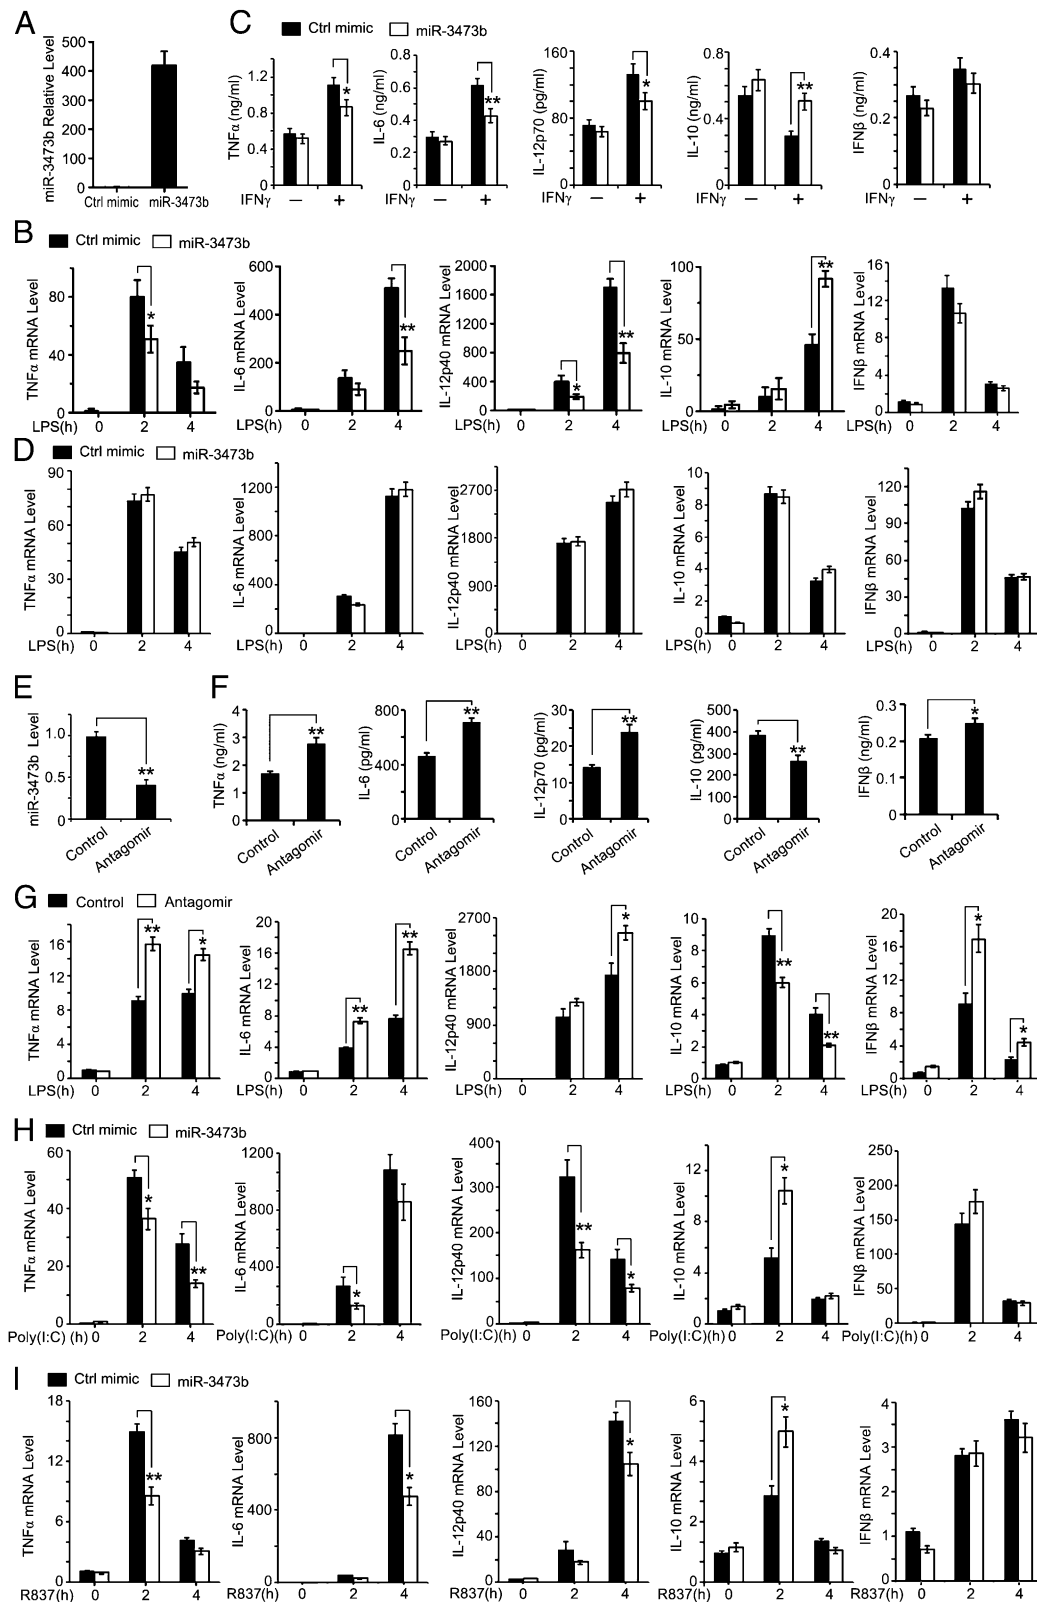 A
miR-3473b Relative Level
500
400
300
200
100
0
Ctrl mimic miR-3473b
C
Ctrl mimic miR-3473b
TNFα (ng/ml)
1.2
0.8
0.4
0
IFNγ − +
IL-6 (ng/ml)
0.8
0.6
0.4
0.2
0
IFNγ − +
IL-12p70 (pg/ml)
160
80
0
IFNγ − +
IL-10 (ng/ml)
0.8
0.4
0
IFNγ − +
IFNβ (ng/ml)
0.4
0.2
0
IFNγ − +
* ** * **
B
Ctrl mimic miR-3473b
TNFα mRNA Level
80
40
0
LPS(h) 0 2 4
IL-6 mRNA Level
600
400
200
0
LPS(h) 0 2 4
IL-12p40 mRNA Level
2000
1600
1200
800
400
0
LPS(h) 0 2 4
IL-10 mRNA Level
100
50
0
LPS(h) 0 2 4
IFNβ mRNA Level
16
12
8
4
0
LPS(h) 0 2 4
* ** * ** **
D
Ctrl mimic miR-3473b
TNFα mRNA Level
90
60
30
0
LPS(h) 0 2 4
IL-6 mRNA Level
1200
800
400
0
LPS(h) 0 2 4
IL-12p40 mRNA Level
2700
1800
900
0
LPS(h) 0 2 4
IL-10 mRNA Level
10
8
6
4
2
0
LPS(h) 0 2 4
IFNβ mRNA Level
120
90
60
30
0
LPS(h) 0 2 4
E
miR-3473b Level
1.0
0.5
0
**
Control Antagomir
F
TNFα (ng/ml)
4
3
2
1
0
**
Control Antagomir
IL-6 (pg/ml)
800
400
0
**
Control Antagomir
IL-12p70 (pg/ml)
30
20
10
0
**
Control Antagomir
IL-10 (pg/ml)
500
400
300
200
100
0
**
Control Antagomir
IFNβ (ng/ml)
0.3
0.2
0.1
0
*
Control Antagomir
G
Control Antagomir
TNFα mRNA Level
16
12
8
4
0
** *
LPS(h) 0 2 4
IL-6 mRNA Level
20
16
12
8
4
0
** **
LPS(h) 0 2 4
IL-12p40 mRNA Level
2700
1800
900
0
*
LPS(h) 0 2 4
IL-10 mRNA Level
10
8
6
4
2
0
** **
LPS(h) 0 2 4
IFNβ mRNA Level
20
16
12
8
4
0
* *
LPS(h) 0 2 4
H
Ctrl mimic miR-3473b
TNFα mRNA Level
60
40
20
0
* **
Poly(I:C) (h) 0 2 4
IL-6 mRNA Level
1200
800
400
0
*
Poly(I:C)(h) 0 2 4
IL-12p40 mRNA Level
400
300
200
100
0
** *
Poly(I:C)(h) 0 2 4
IL-10 mRNA Level
12
8
4
0
*
Poly(I:C)(h) 0 2 4
IFNβ mRNA Level
250
200
150
100
50
0
Poly(I:C)(h) 0 2 4
I
Ctrl mimic miR-3473b
TNFα mRNA Level
18
12
6
0
**
R837(h) 0 2 4
IL-6 mRNA Level
800
400
0
*
R837(h) 0 2 4
IL-12p40 mRNA Level
160
120
80
40
0
*
R837(h) 0 2 4
IL-10 mRNA Level
6
4
2
0
*
R837(h) 0 2 4
IFNβ mRNA Level
4
3
2
1
0
R837(h) 0 2 4